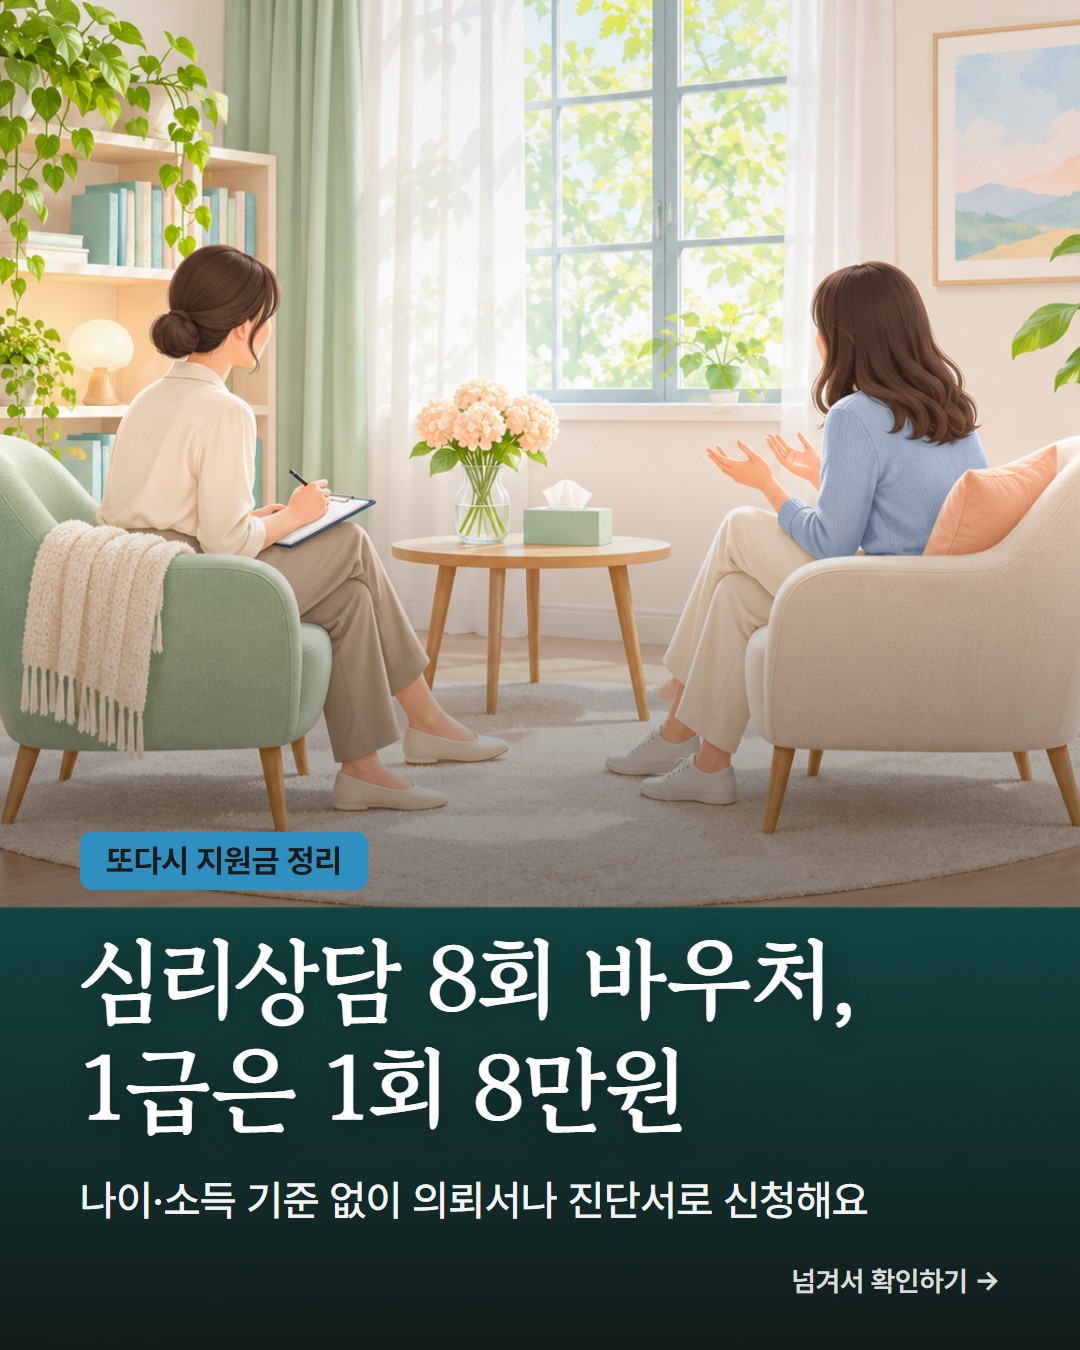 또다시 지원금 정리
심리상담 8회 바우처,
1급은 1회 8만원
나이·소득 기준 없이 의뢰서나 진단서로 신청해요
넘겨서 확인하기 →